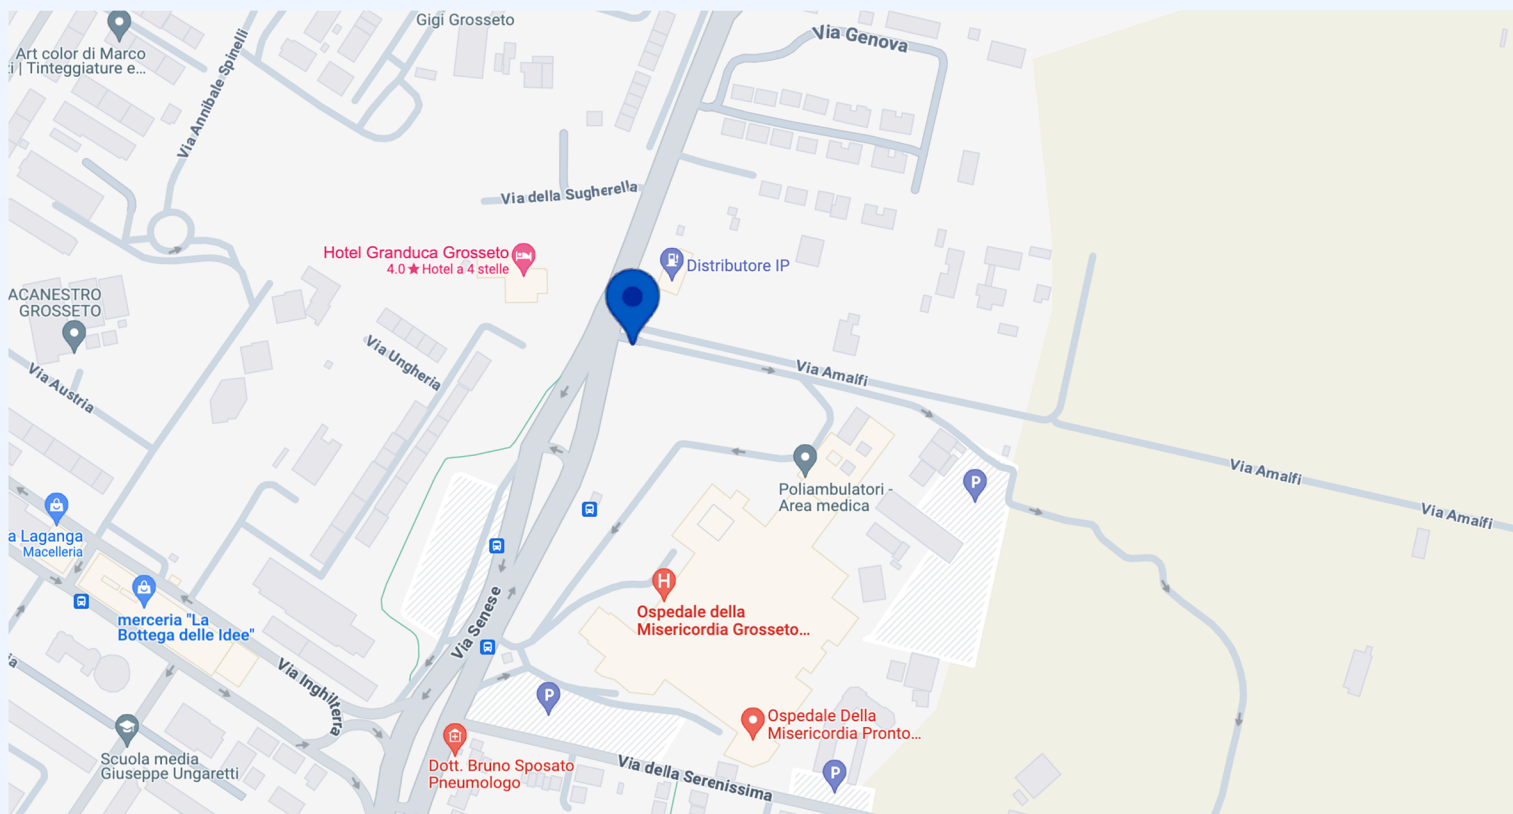 Gigi Grosseto
Via Genova
Art color di Marco
i | Tinteggiature e...
Via Annibale Spinelli
Via della Sugherella
Hotel Granduca Grosseto
4.0★Hotel a 4 stelle
Distributore IP
ACANESTRO
GROSSETO
Via Ungheria
Via Austria
Via Amalfi
Via Amalfi
Via Amalfi
Poliambulatori -
Area medica
P
a Laganga
Macelleria
H
Ospedale della
Misericordia Grosseto...
merceria "La
Bottega delle Idee"
Via Senese
Via Inghilterra
ia
P
Ospedale Della
Misericordia Pronto...
Scuola media
Giuseppe Ungaretti
Dott. Bruno Sposato
Pneumologo
Via della Serenissima
P